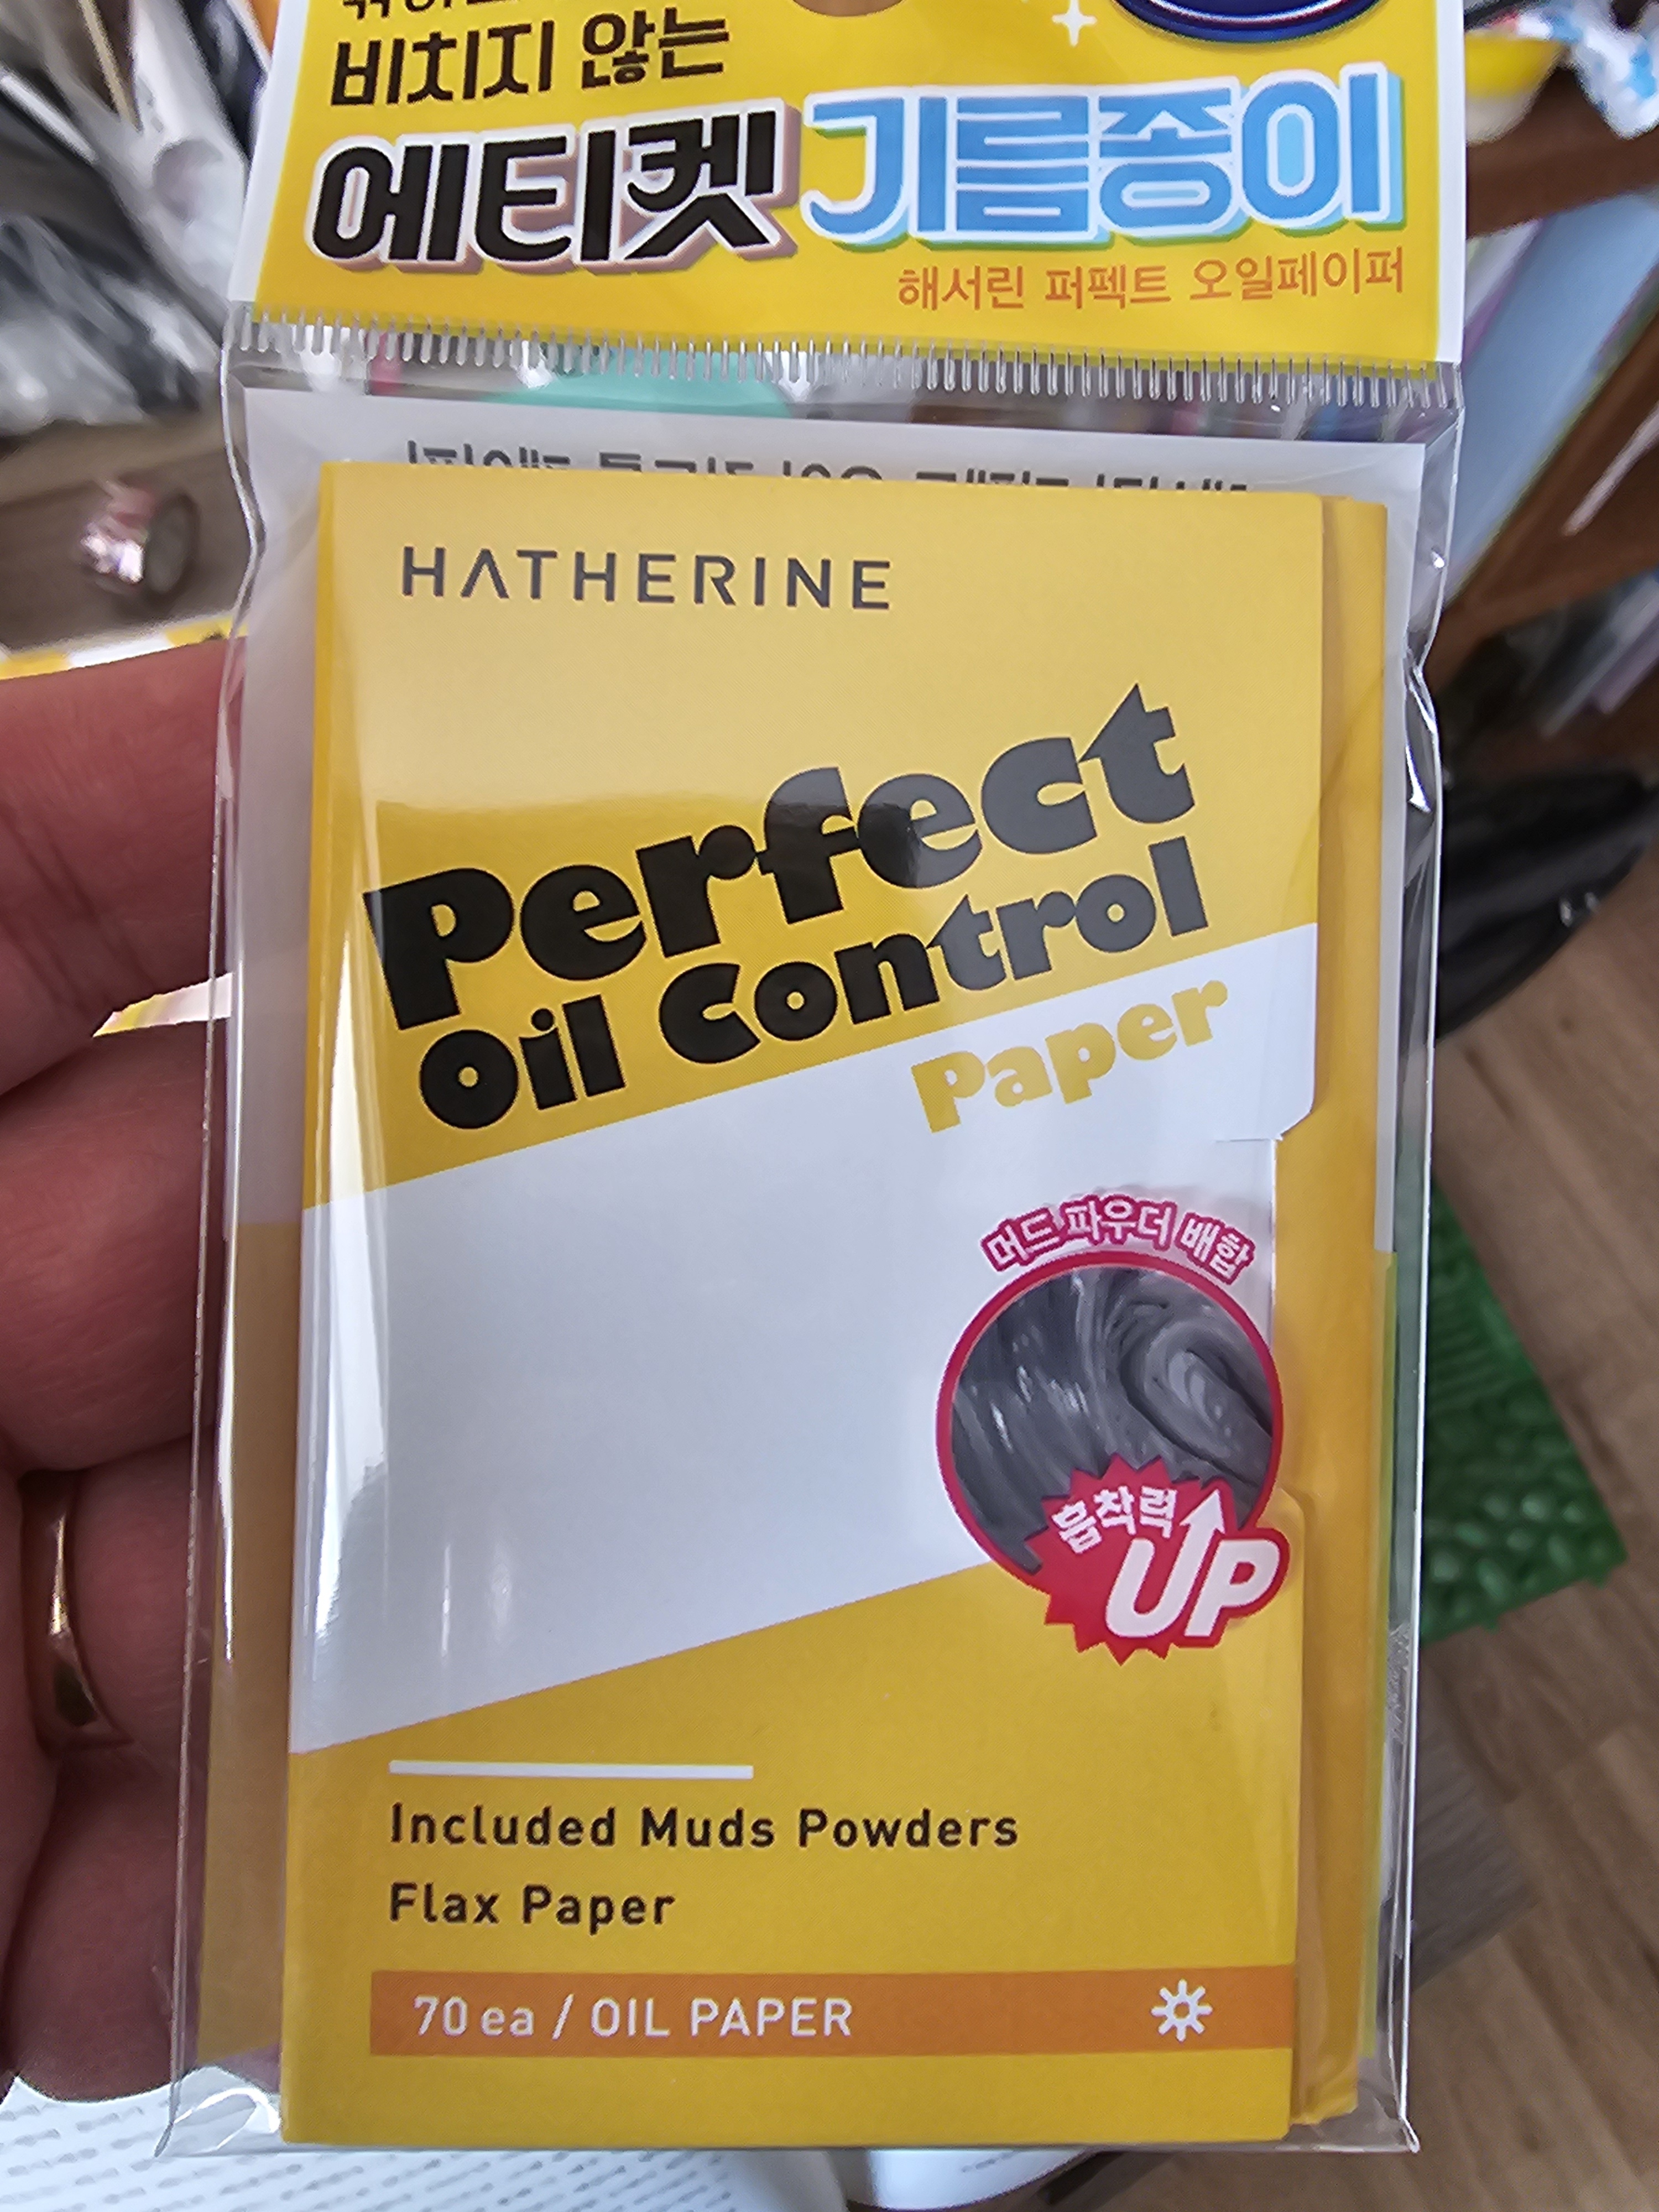 비치지 않는
에티켓 기름종이
해서린 퍼펙트 오일페이퍼
HATHERINE
Perfect
Oil Control
Paper
머드 파우더 배합
흡착력
UP
Included Muds Powders
Flax Paper
70 ea / OIL PAPER